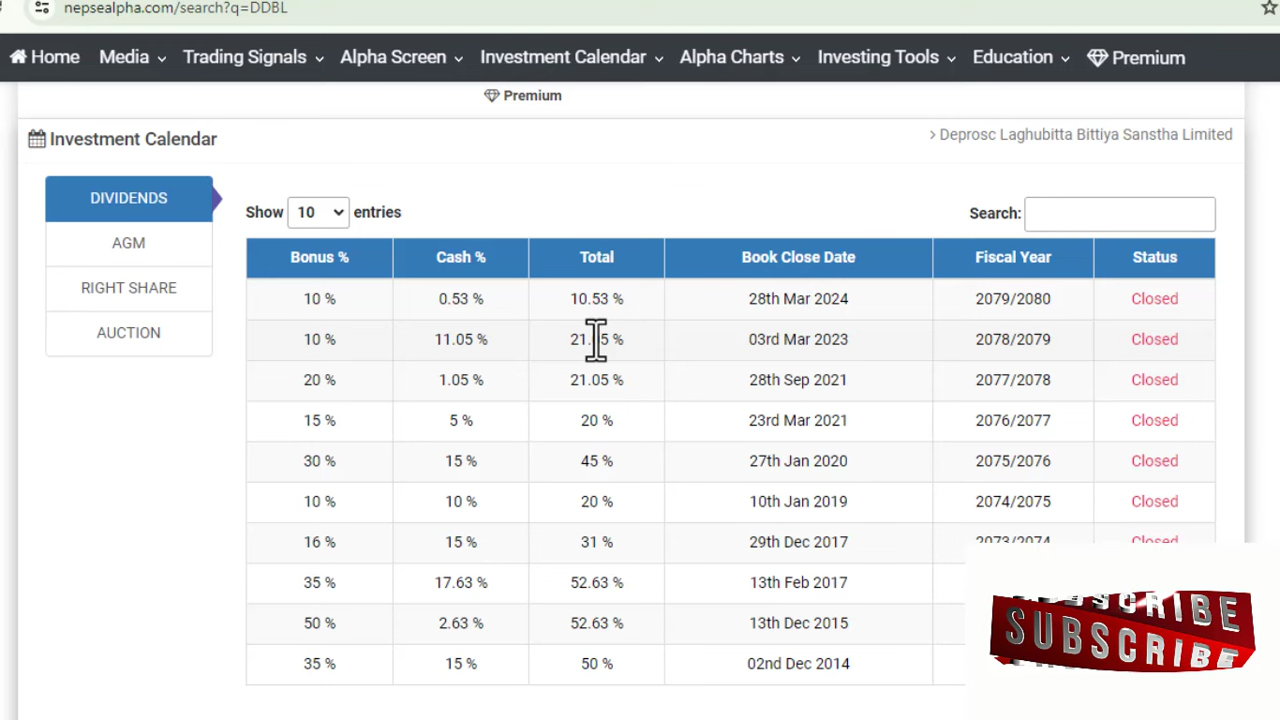 nepsealpha.com/search?q=DDBL
Home Media Trading Signals Alpha Screen Investment Calendar Alpha Charts Investing Tools Education Premium
Premium
Investment Calendar
> Deprosc Laghubitta Bittiya Sanstha Limited
DIVIDENDS
AGM
RIGHT SHARE
AUCTION
Show 10 entries
Search:
Bonus % Cash % Total Book Close Date Fiscal Year Status
10 % 0.53 % 10.53 % 28th Mar 2024 2079/2080 Closed
10 % 11.05 % 21.05 % 03rd Mar 2023 2078/2079 Closed
20 % 1.05 % 21.05 % 28th Sep 2021 2077/2078 Closed
15 % 5 % 20 % 23rd Mar 2021 2076/2077 Closed
30 % 15 % 45 % 27th Jan 2020 2075/2076 Closed
10 % 10 % 20 % 10th Jan 2019 2074/2075 Closed
16 % 15 % 31 % 29th Dec 2017 2073/2074 Closed
35 % 17.63 % 52.63 % 13th Feb 2017
50 % 2.63 % 52.63 % 13th Dec 2015
35 % 15 % 50 % 02nd Dec 2014
SUBSCRIBE
SUBSCRIBE